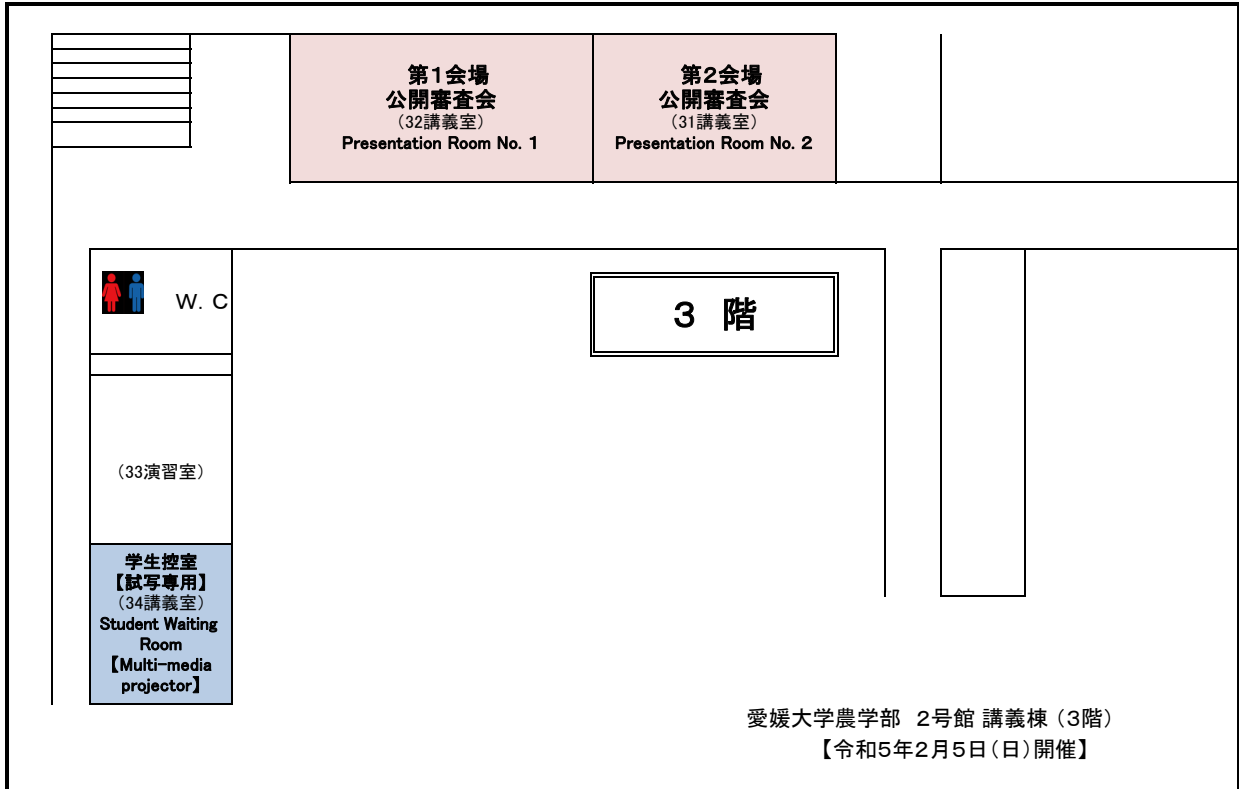 第1会場
公開審査会
（32講義室）
Presentation Room No. 1
第2会場
公開審査会
（31講義室）
Presentation Room No. 2
W. C
３ 階
（33演習室）
学生控室
【試写専用】
（34講義室）
Student Waiting
Room
【Multi-media
projector】
愛媛大学農学部　２号館 講義棟（３階）
【令和５年２月５日（日）開催】